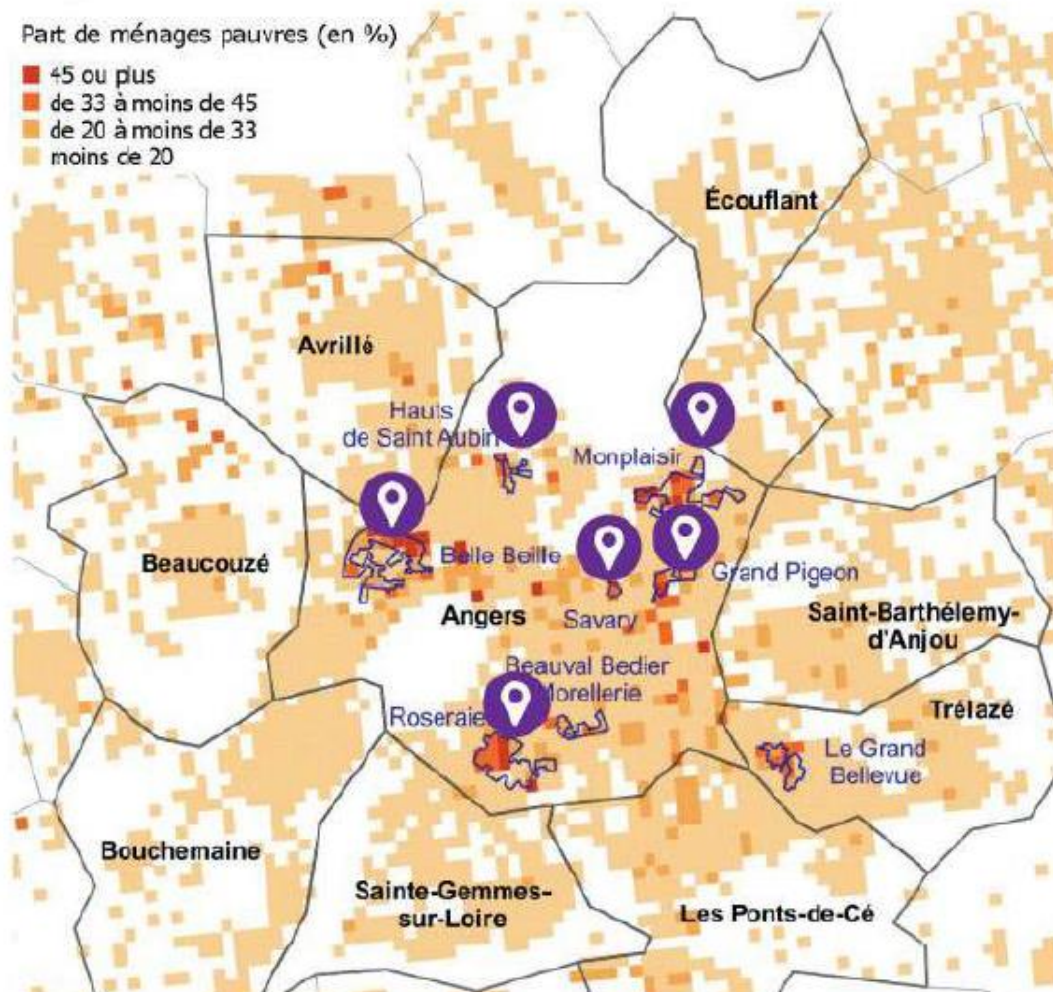 Part de ménages pauvres (en %)
45 ou plus
de 33 à moins de 45
de 20 à moins de 33
moins de 20
Écouflant
Avrillé
Hauts
de Saint Aubin
Monplaisir
Beaucouzé
Belle Beille
Grand Pigeon
Angers
Savary
Saint-Barthélemy-
d'Anjou
Beauval Bedier
Morellerie
Roseraie
Trélazé
Le Grand
Bellevue
Bouchemaine
Sainte-Gemmes-
sur-Loire
Les Ponts-de-Cé